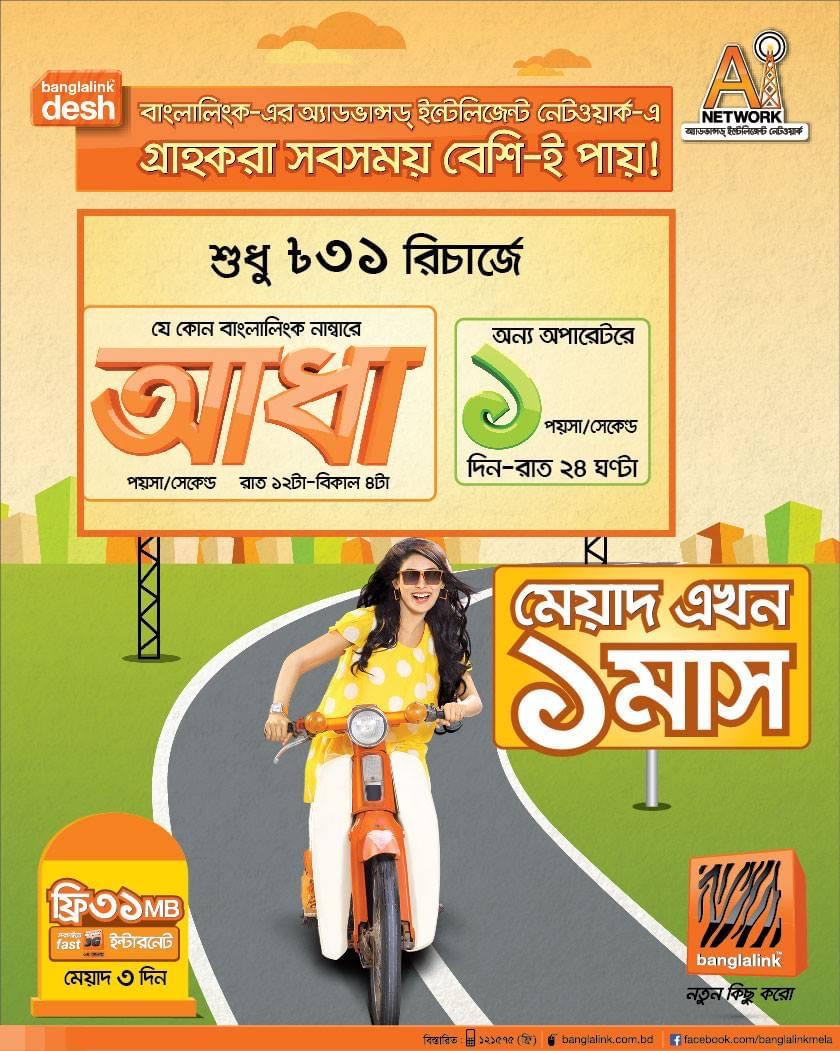 banglalink™
desh
AI
NETWORK
অ্যাডভান্সড্ ইন্টেলিজেন্ট নেটওয়ার্ক
বাংলালিংক-এর অ্যাডভান্সড্ ইন্টেলিজেন্ট নেটওয়ার্ক-এ
গ্রাহকরা সবসময় বেশি-ই পায়!
শুধু ৳৩১ রিচার্জে
যে কোন বাংলালিংক নাম্বারে
আধা
পয়সা/সেকেন্ড রাত ১২টা-বিকাল ৪টা
অন্য অপারেটরে
১
পয়সা/সেকেন্ড
দিন-রাত ২৪ ঘণ্টা
মেয়াদ এখন
১মাস
ফ্রি ৩১MB
fast 3G ইন্টারনেট
মেয়াদ ৩ দিন
banglalink™
নতুন কিছু করো
বিস্তারিত : ১২১৫৭৫ (ফ্রি) banglalink.com.bd facebook.com/banglalinkmela